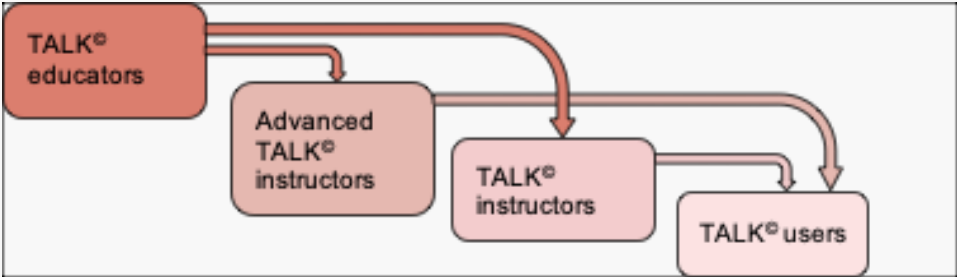 TALK©
educators
Advanced
TALK©
instructors
TALK©
instructors
TALK© users